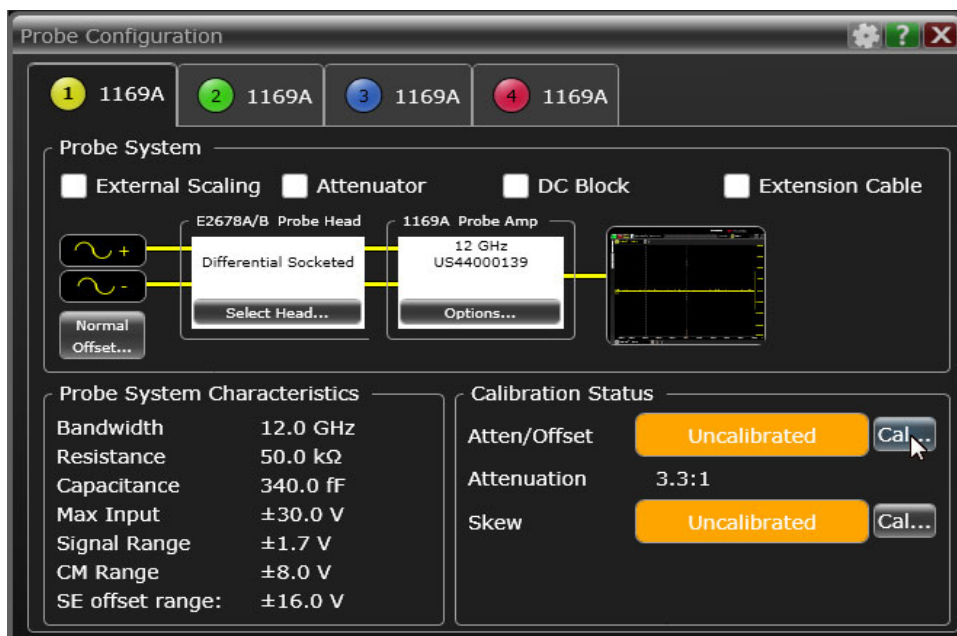 Probe Configuration
?
X
1 1169A 2 1169A 3 1169A 4 1169A
Probe System
External Scaling Attenuator DC Block Extension Cable
E2678A/B Probe Head 1169A Probe Amp
+
-
Differential Socketed
12 GHz
US44000139
Select Head... Options...
Normal
Offset...
Probe System Characteristics
Bandwidth 12.0 GHz
Resistance 50.0 kΩ
Capacitance 340.0 fF
Max Input ±30.0 V
Signal Range ±1.7 V
CM Range ±8.0 V
SE offset range: ±16.0 V
Calibration Status
Atten/Offset Uncalibrated Cal...
Attenuation 3.3:1
Skew Uncalibrated Cal...